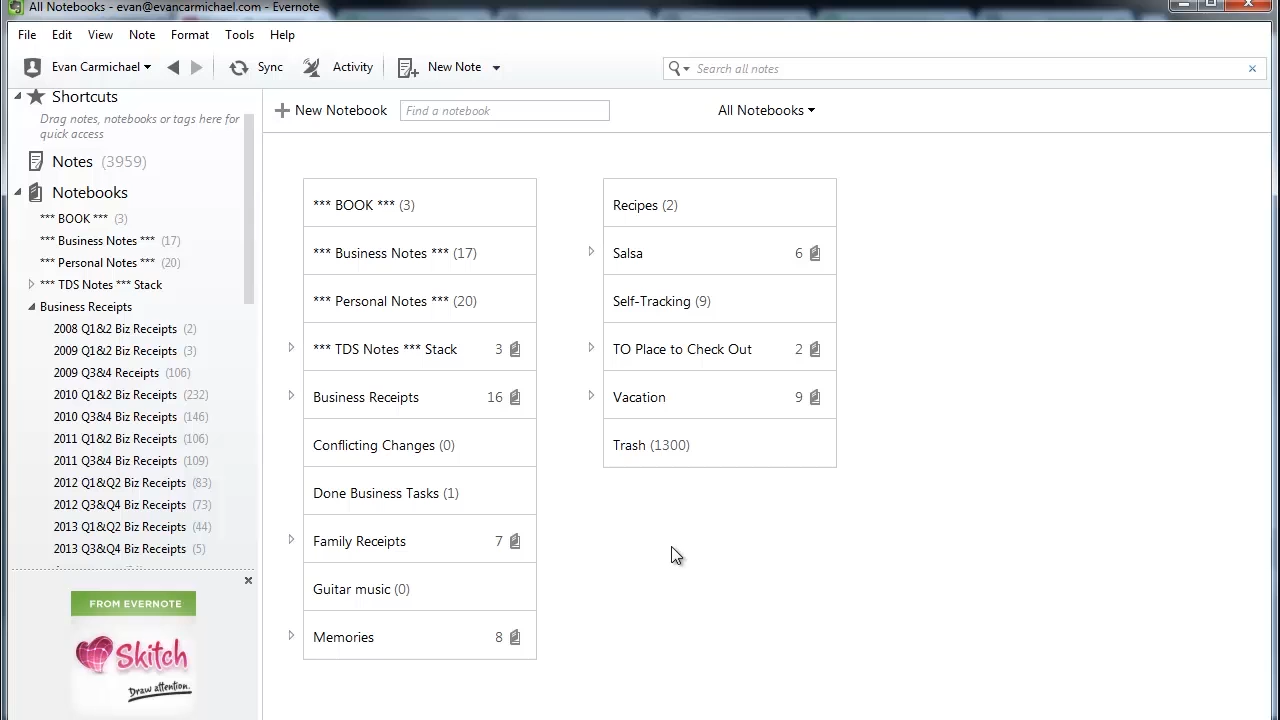 All Notebooks - evan@evancarmichael.com - Evernote
File Edit View Note Format Tools Help
Evan Carmichael Sync Activity New Note Search all notes
Shortcuts
Drag notes, notebooks or tags here for
quick access
Notes (3959)
Notebooks
*** BOOK *** (3)
*** Business Notes *** (17)
*** Personal Notes *** (20)
*** TDS Notes *** Stack
Business Receipts
2008 Q1&2 Biz Receipts (2)
2009 Q1&2 Biz Receipts (3)
2009 Q3&4 Receipts (106)
2010 Q1&2 Biz Receipts (232)
2010 Q3&4 Biz Receipts (146)
2011 Q1&2 Biz Receipts (106)
2011 Q3&4 Biz Receipts (109)
2012 Q1&Q2 Biz Receipts (83)
2012 Q3&Q4 Biz Receipts (73)
2013 Q1&Q2 Biz Receipts (44)
2013 Q3&Q4 Biz Receipts (5)
FROM EVERNOTE
Skitch
Draw attention.
New Notebook Find a notebook All Notebooks
*** BOOK *** (3)
*** Business Notes *** (17)
*** Personal Notes *** (20)
*** TDS Notes *** Stack 3
Business Receipts 16
Conflicting Changes (0)
Done Business Tasks (1)
Family Receipts 7
Guitar music (0)
Memories 8
Recipes (2)
Salsa 6
Self-Tracking (9)
TO Place to Check Out 2
Vacation 9
Trash (1300)